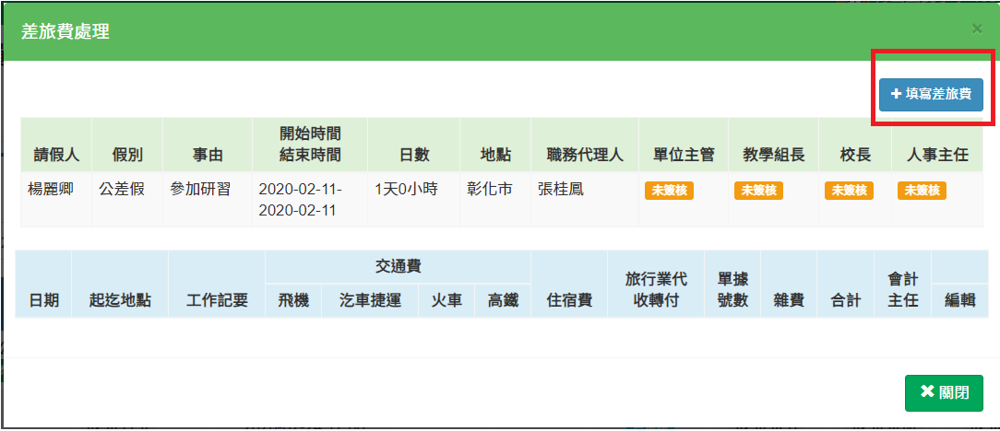 差旅費處理
×
填寫差旅費
請假人 假別 事由 開始時間 結束時間 日數 地點 職務代理人 單位主管 教學組長 校長 人事主任
楊麗卿 公差假 參加研習 2020-02-11- 1天0小時 彰化市 張桂鳳 未簽核 未簽核 未簽核 未簽核
2020-02-11
交通費
日期 起迄地點 工作記要 飛機 汔車捷運 火車 高鐵 住宿費 旅行業代收轉付 單據號數 雜費 合計 會計主任 編輯
關閉